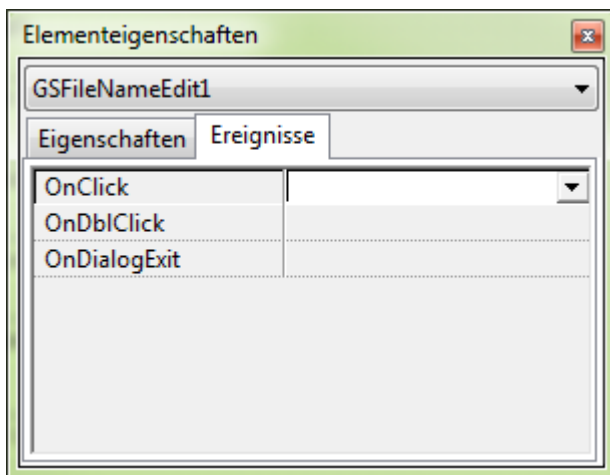 Elementeigenschaften
GSFileNameEdit1
Eigenschaften Ereignisse
OnClick
OnDblClick
OnDialogExit